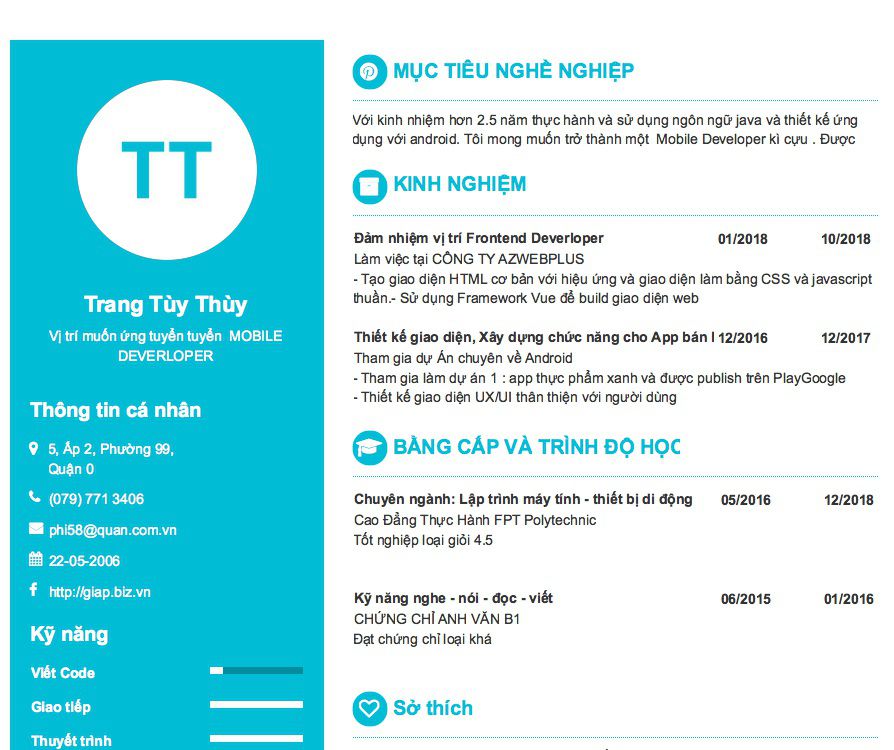 TT
Trang Tùy Thùy
Vị trí muốn ứng tuyển tuyển MOBILE
DEVERLOPER
Thông tin cá nhân
5, Ấp 2, Phường 99,
Quận 0
(079) 771 3406
phi58@quan.com.vn
22-05-2006
http://giap.biz.vn
Kỹ năng
Viết Code
Giao tiếp
Thuyết trình
MỤC TIÊU NGHỀ NGHIỆP
Với kinh nhiệm hơn 2.5 năm thực hành và sử dụng ngôn ngữ java và thiết kế ứng
dụng với android. Tôi mong muốn trở thành một Mobile Developer kì cựu . Được
KINH NGHIỆM
Đảm nhiệm vị trí Frontend Deverloper 01/2018 10/2018
Làm việc tại CÔNG TY AZWEBPLUS
- Tạo giao diện HTML cơ bản với hiệu ứng và giao diện làm bằng CSS và javascript
thuần.- Sử dụng Framework Vue để build giao diện web
Thiết kế giao diện, Xây dựng chức năng cho App bán 12/2016 12/2017
Tham gia dự Án chuyên về Android
- Tham gia làm dự án 1 : app thực phẩm xanh và được publish trên PlayGoogle
- Thiết kế giao diện UX/UI thân thiện với người dùng
BẰNG CẤP VÀ TRÌNH ĐỘ HỌC
Chuyên ngành: Lập trình máy tính - thiết bị di động 05/2016 12/2018
Cao Đẳng Thực Hành FPT Polytechnic
Tốt nghiệp loại giỏi 4.5
Kỹ năng nghe - nói - đọc - viết 06/2015 01/2016
CHỨNG CHỈ ANH VĂN B1
Đạt chứng chỉ loại khá
Sở thích